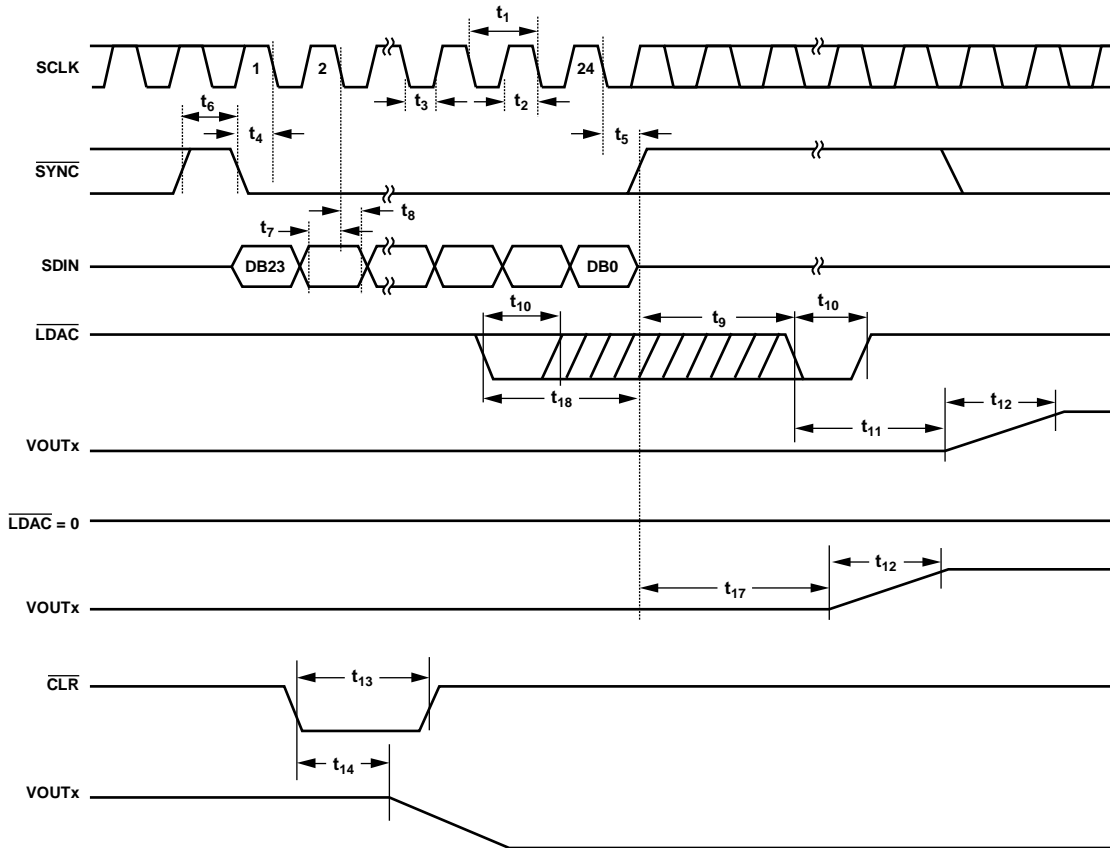 t1
SCLK
1
2
24
t3
t2
t6
t4
t5
SYNC
t7
t8
SDIN
DB23
DB0
t10
t9
t10
LDAC
t18
t12
t11
VOUTx
LDAC = 0
t12
t17
VOUTx
t13
CLR
t14
VOUTx